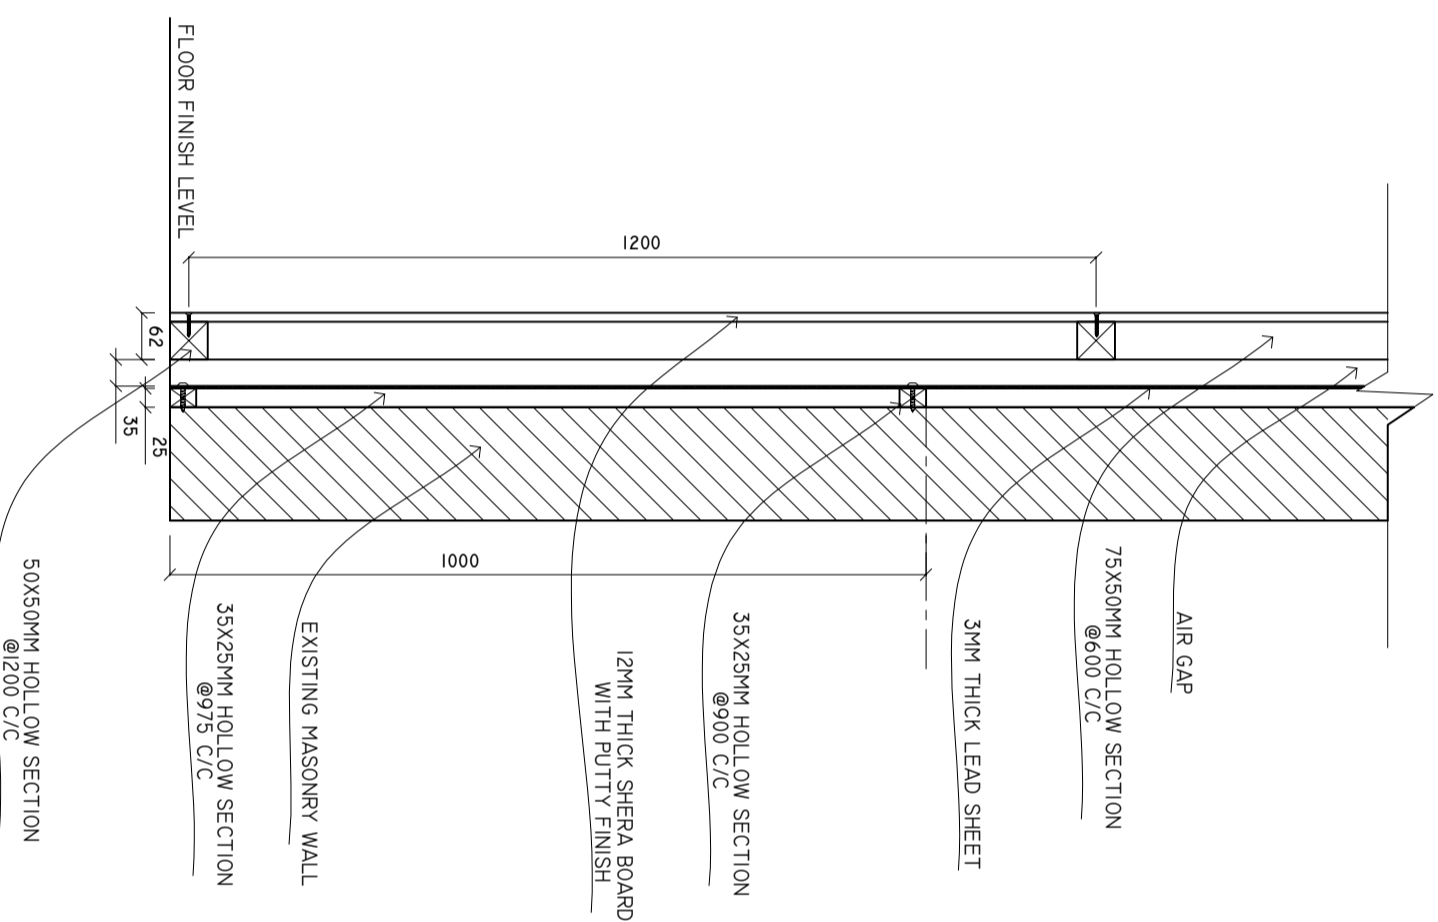 AIR GAP
75X50MM HOLLOW SECTION
@600 C/C
3MM THICK LEAD SHEET
35X25MM HOLLOW SECTION
@900 C/C
12MM THICK SHERA BOARD
WITH PUTTY FINISH
EXISTING MASONRY WALL
35X25MM HOLLOW SECTION
@975 C/C
50X50MM HOLLOW SECTION
@1200 C/C
FLOOR FINISH LEVEL
1200
1000
62
35
25